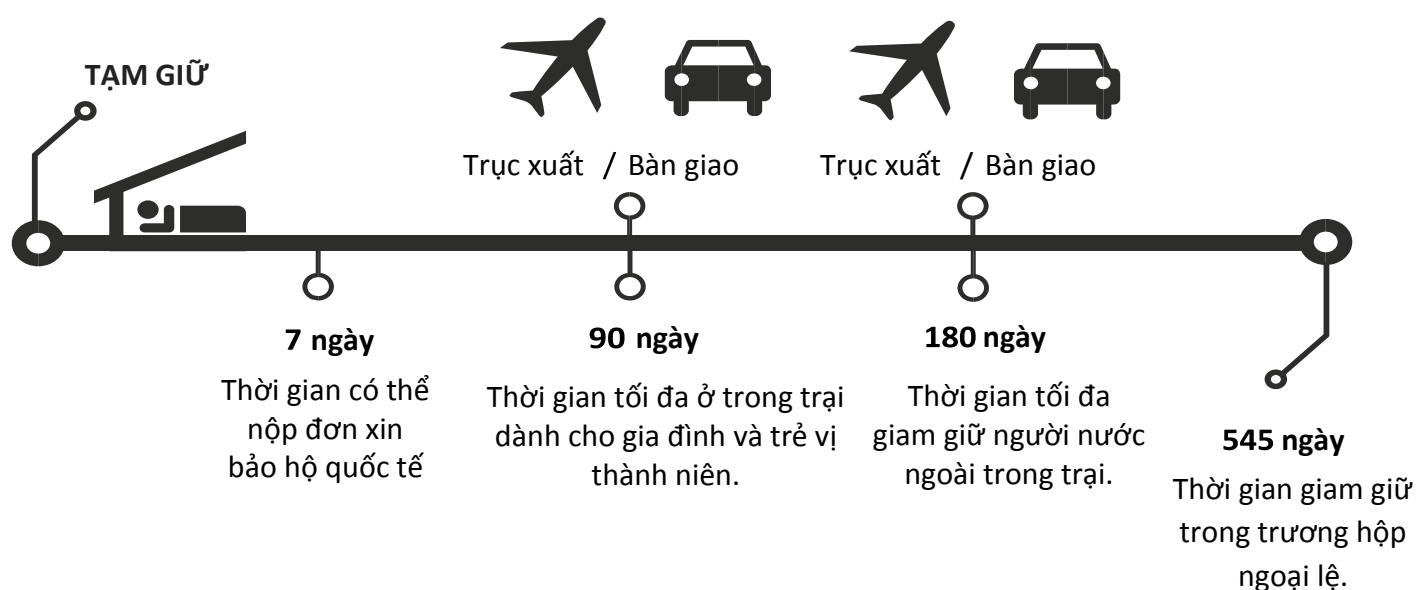 TẠM GIỮ
Trục xuất / Bàn giao
Trục xuất / Bàn giao
7 ngày
Thời gian có thể
nộp đơn xin
bảo hộ quốc tế
90 ngày
Thời gian tối đa ở trong trại
dành cho gia đình và trẻ vị
thành niên.
180 ngày
Thời gian tối đa
giam giữ người nước
ngoài trong trại.
545 ngày
Thời gian giam giữ
trong trương hộp
ngoại lệ.